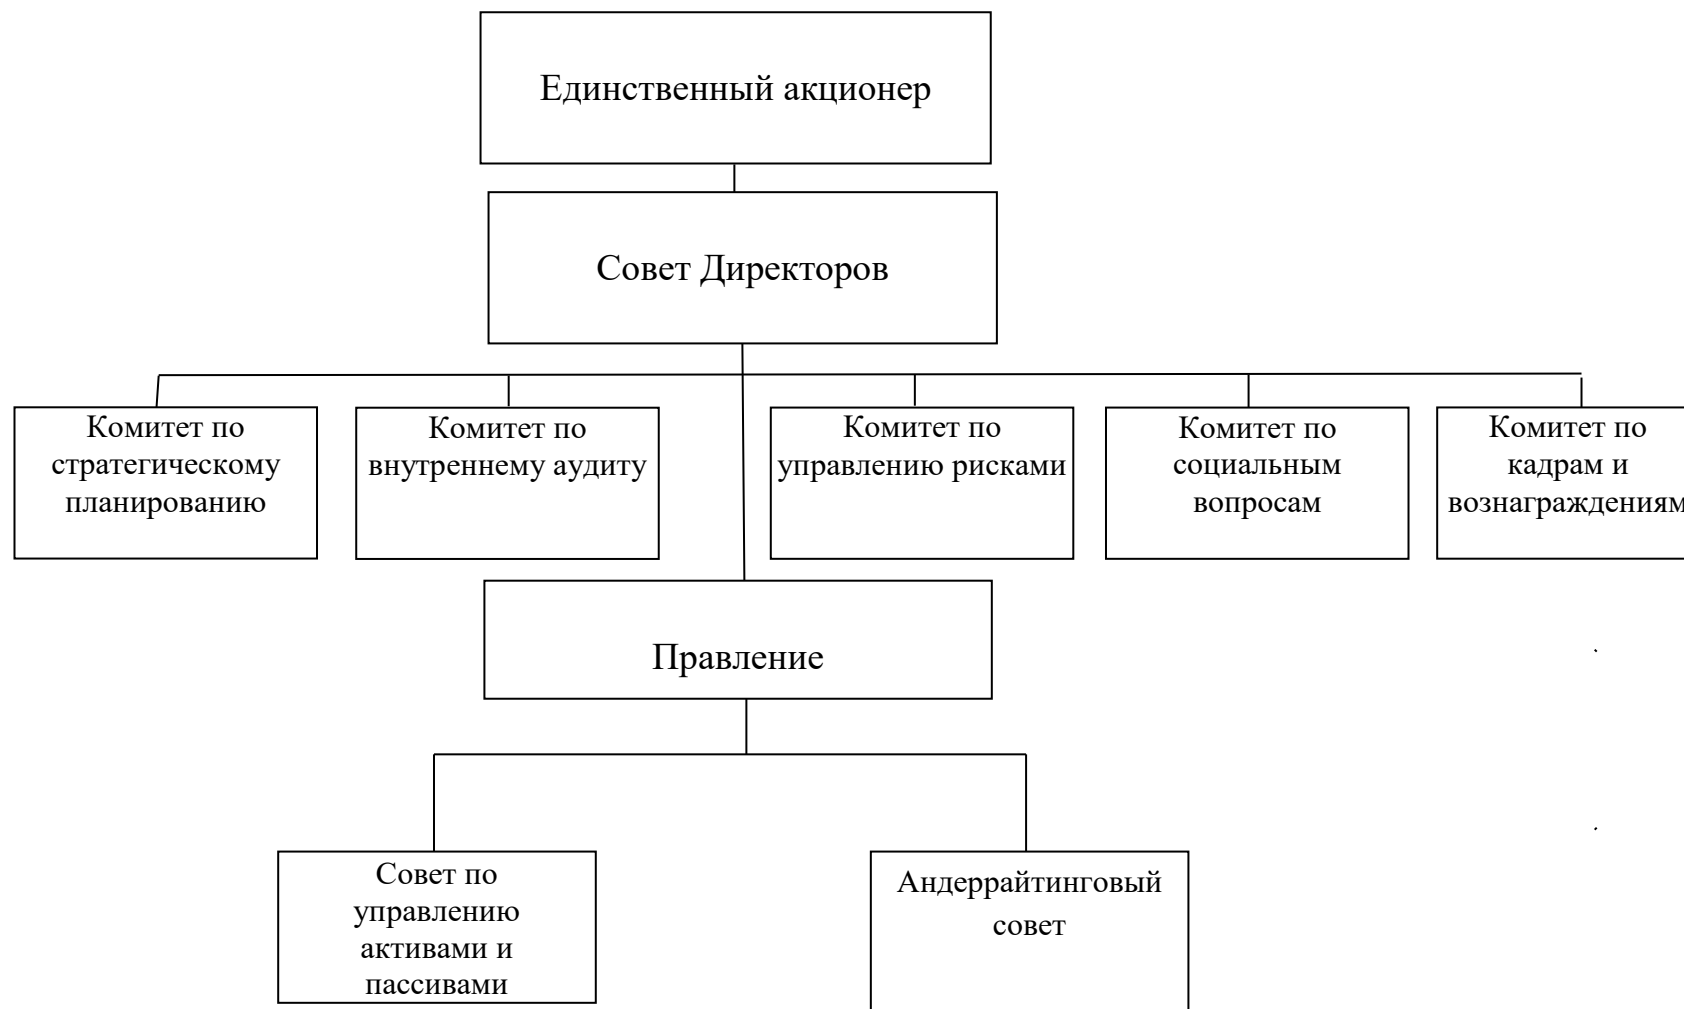 Единственный акционер
Совет Директоров
Комитет по
стратегическому
планированию
Комитет по
внутреннему аудиту
Комитет по
управлению рисками
Комитет по
социальным
вопросам
Комитет по
кадрам и
вознаграждениям
Правление
Совет по
управлению
активами и
пассивами
Андеррайтинговый
совет